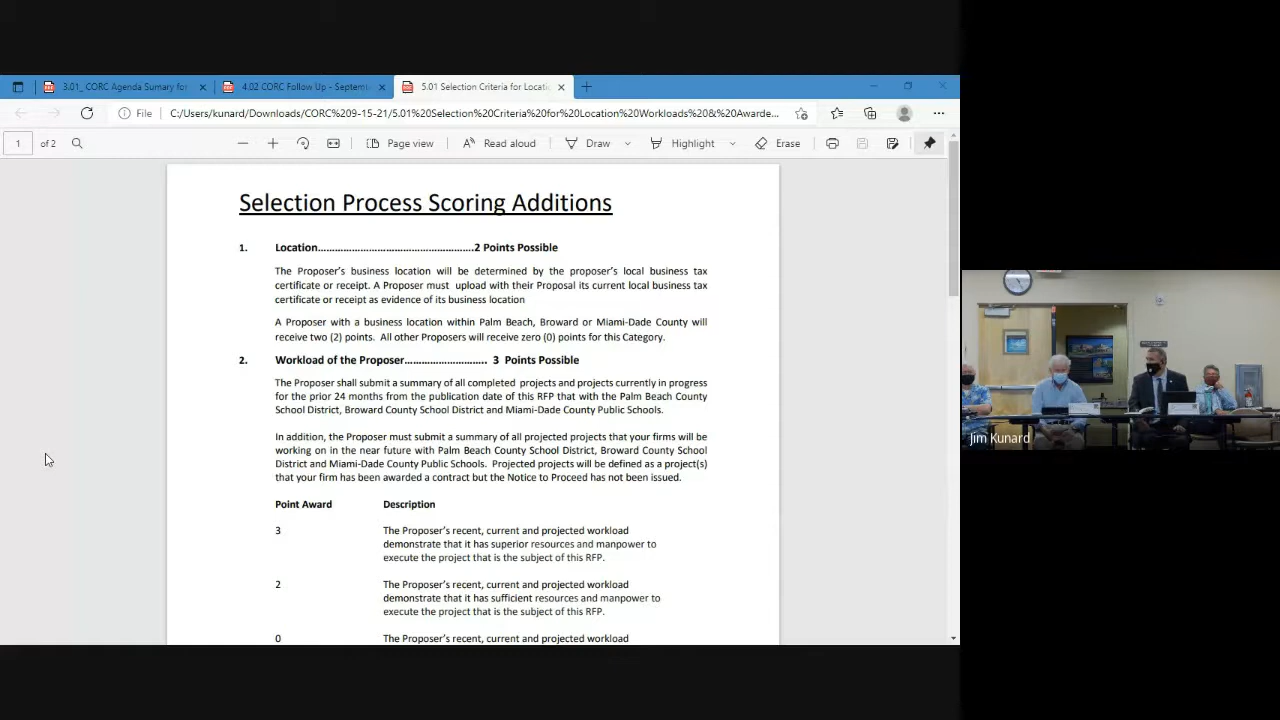 3.01_ CORC Agenda Sumary for
4.02 CORC Follow Up - Septem
5.01 Selection Criteria for Locati
File
C:/Users/kunard/Downloads/CORC%209-15-21/5.01%20Selection%20Criteria%20for%20Location%20Workloads%20&%20Awarde...
1 of 2
Page view
Read aloud
Draw
Highlight
Erase
Selection Process Scoring Additions
1. Location……………………………………….2 Points Possible
The Proposer's business location will be determined by the proposer's local business tax
certificate or receipt. A Proposer must upload with their Proposal its current local business tax
certificate or receipt as evidence of its business location
A Proposer with a business location within Palm Beach, Broward or Miami-Dade County will
receive two (2) points. All other Proposers will receive zero (0) points for this Category.
2. Workload of the Proposer…………………….. 3 Points Possible
The Proposer shall submit a summary of all completed projects and projects currently in progress
for the prior 24 months from the publication date of this RFP that with the Palm Beach County
School District, Broward County School District and Miami-Dade County Public Schools.
In addition, the Proposer must submit a summary of all projected projects that your firms will be
working on in the near future with Palm Beach County School District, Broward County School
District and Miami-Dade County Public Schools. Projected projects will be defined as a project(s)
that your firm has been awarded a contract but the Notice to Proceed has not been issued.
Point Award Description
3 The Proposer's recent, current and projected workload
demonstrate that it has superior resources and manpower to
execute the project that is the subject of this RFP.
2 The Proposer's recent, current and projected workload
demonstrate that it has sufficient resources and manpower to
execute the project that is the subject of this RFP.
0 The Proposer's recent, current and projected workload
Jim Kunard